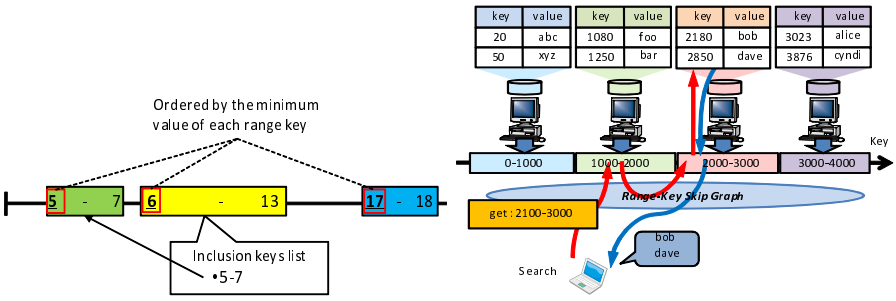 Ordered by the minimum
value of each range key
5 - 7
6 - 13
17 - 18
Inclusion keys list
•5-7
key value
20 abc
50 xyz
key value
1080 foo
1250 bar
key value
2180 bob
2850 dave
key value
3023 alice
3876 cyndi
Key
0-1000
1000-2000
2000-3000
3000-4000
Range-Key Skip Graph
get : 2100-3000
bob
dave
Search